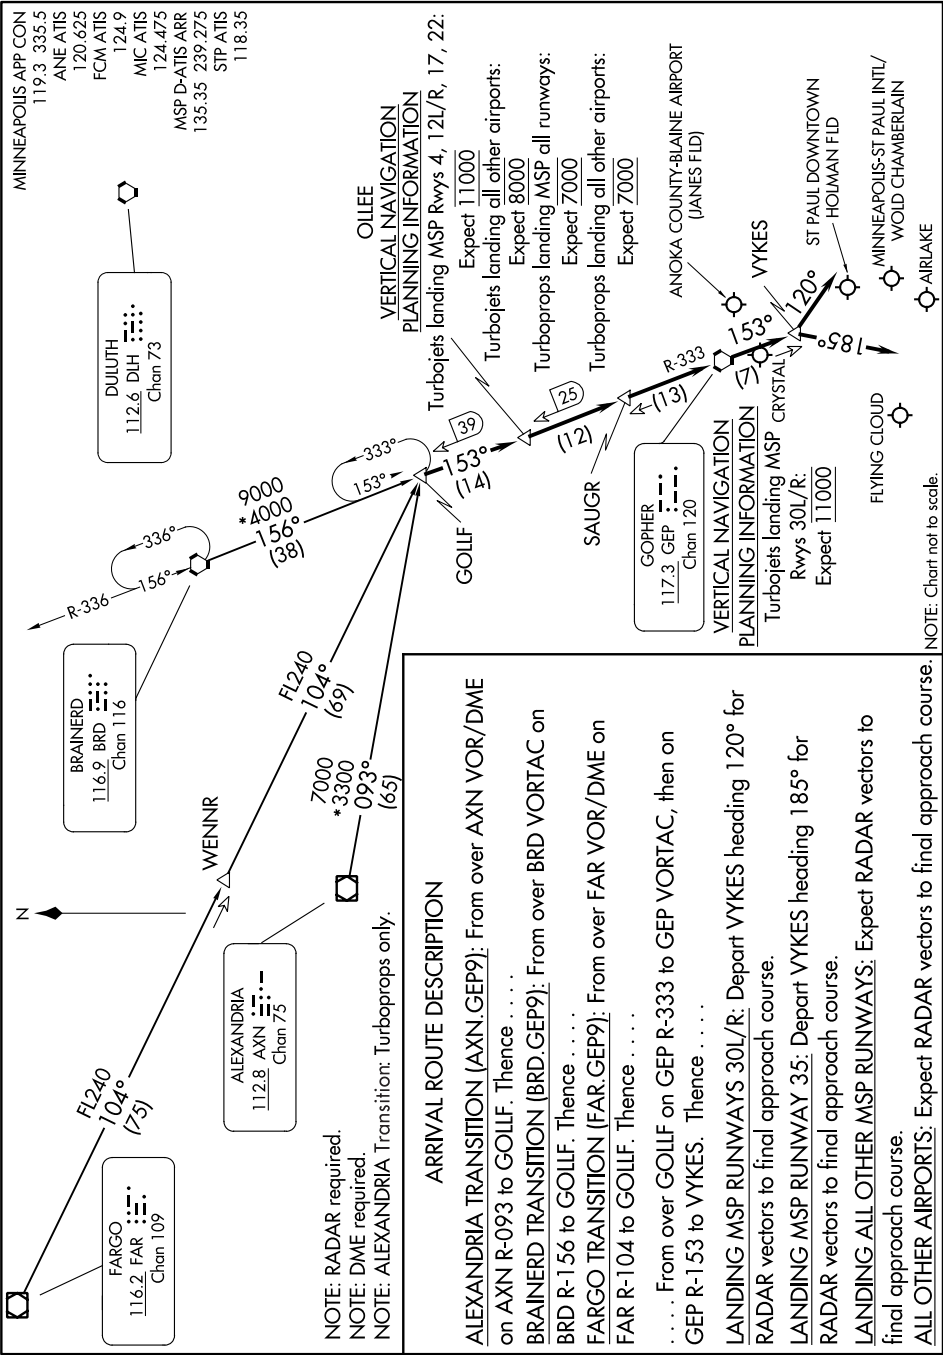 MINNEAPOLIS APP CON
119.3 335.5
ANE ATIS
120.625
FCM ATIS
124.9
MIC ATIS
124.475
MSP D-ATIS ARR
135.35 239.275
STP ATIS
118.35
DULUTH
112.6 DLH
Chan 73
BRAINERD
116.9 BRD
Chan 116
FARGO
116.2 FAR
Chan 109
ALEXANDRIA
112.8 AXN
Chan 75
GOPHER
117.3 GEP
Chan 120
N
FL240
104°
(75)
WENNR
FL240
104°
(69)
7000
*3300
093°
(65)
R-336
336°
156°
9000
*4000
156°
(38)
333°
153°
GOLLF
39
153°
(14)
25
(12)
SAUGR
(13)
R-333
153°
(7)
CRYSTAL
VYKES
120°
185°
OLLEE
VERTICAL NAVIGATION
PLANNING INFORMATION
Turbojets landing MSP Rwys 4, 12L/R, 17, 22:
Expect 11000
Turbojets landing all other airports:
Expect 8000
Turboprops landing MSP all runways:
Expect 7000
Turboprops landing all other airports:
Expect 7000
ANOKA COUNTY-BLAINE AIRPORT
(JANES FLD)
ST PAUL DOWNTOWN
HOLMAN FLD
MINNEAPOLIS-ST PAUL INTL/
WOLD CHAMBERLAIN
AIRLAKE
FLYING CLOUD
VERTICAL NAVIGATION
PLANNING INFORMATION
Turbojets landing MSP
Rwys 30L/R:
Expect 11000
NOTE: Chart not to scale.
NOTE: RADAR required.
NOTE: DME required.
NOTE: ALEXANDRIA Transition: Turboprops only.
ARRIVAL ROUTE DESCRIPTION
ALEXANDRIA TRANSITION (AXN.GEP9): From over AXN VOR/DME
on AXN R-093 to GOLLF. Thence . . . .
BRAINERD TRANSITION (BRD.GEP9): From over BRD VORTAC on
BRD R-156 to GOLLF. Thence . . . .
FARGO TRANSITION (FAR.GEP9): From over FAR VOR/DME on
FAR R-104 to GOLLF. Thence . . . .
. . . . From over GOLLF on GEP R-333 to GEP VORTAC, then on
GEP R-153 to VYKES. Thence . . . .
LANDING MSP RUNWAYS 30L/R: Depart VYKES heading 120° for
RADAR vectors to final approach course.
LANDING MSP RUNWAY 35: Depart VYKES heading 185° for
RADAR vectors to final approach course.
LANDING ALL OTHER MSP RUNWAYS: Expect RADAR vectors to
final approach course.
ALL OTHER AIRPORTS: Expect RADAR vectors to final approach course.